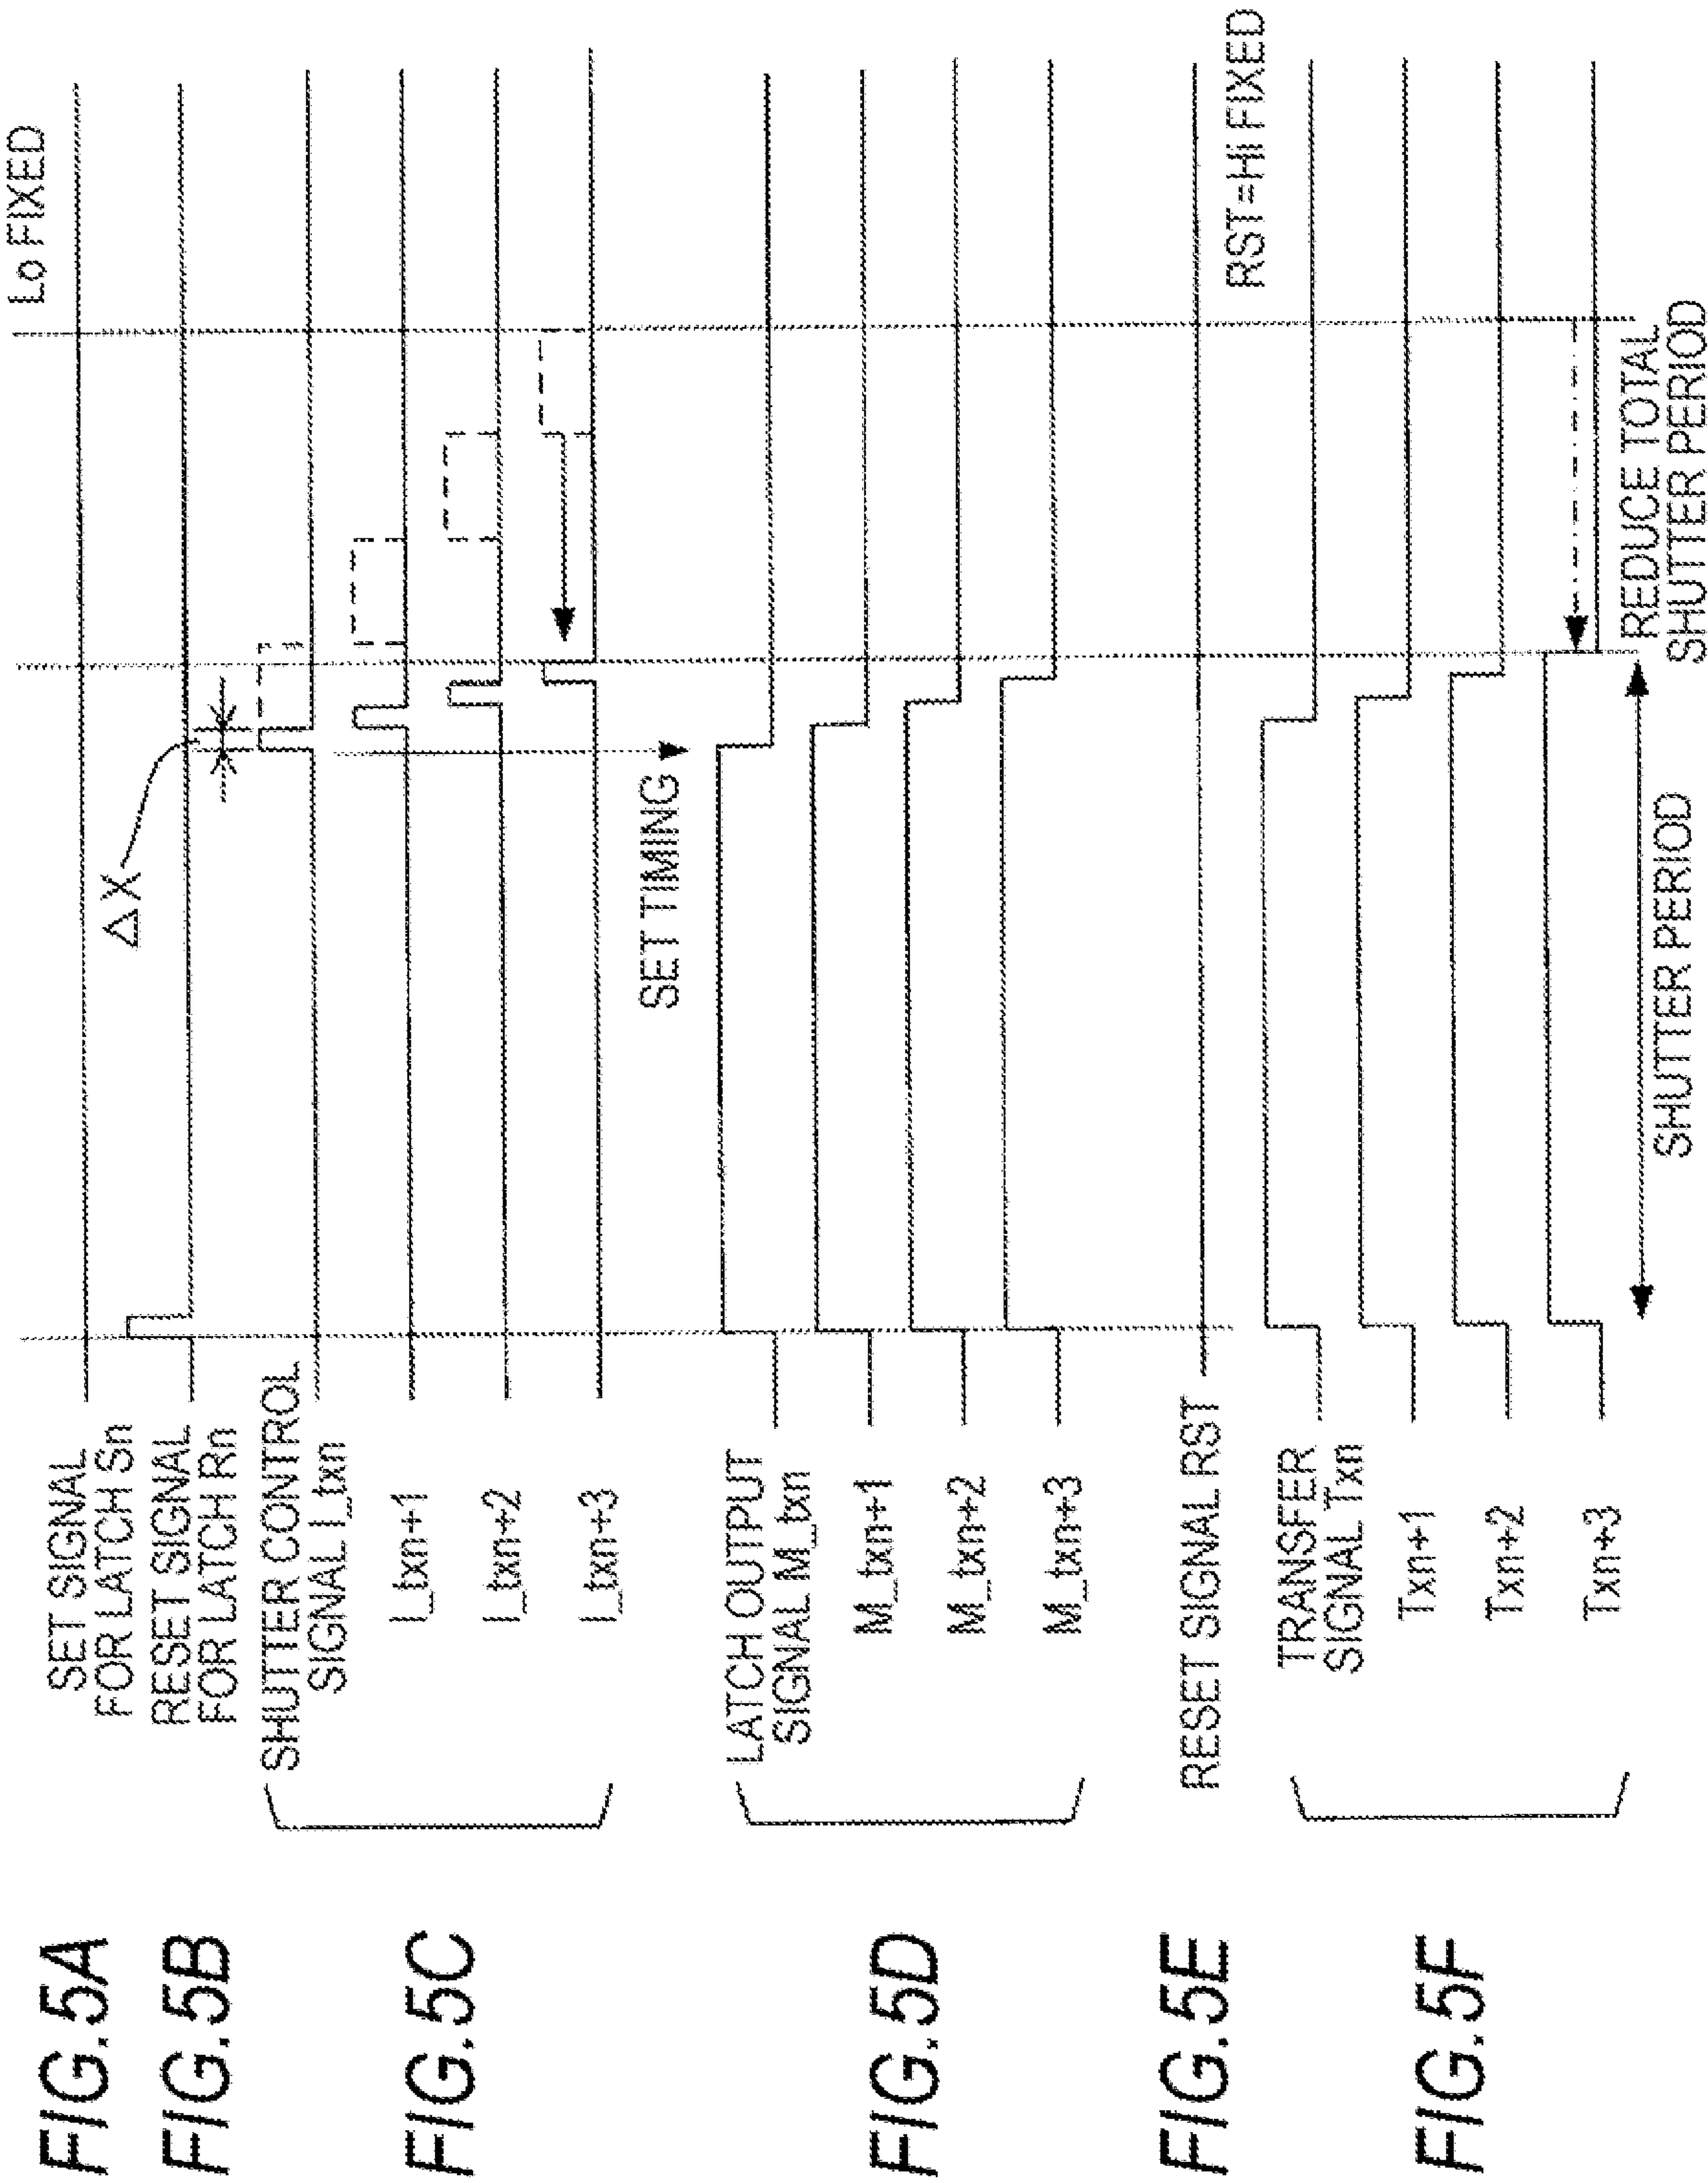 FIG.5A
SET SIGNAL
FOR LATCH Sn
Lo FIXED
FIG.5B
RESET SIGNAL
FOR LATCH Rn
△X
FIG.5C
SHUTTER CONTROL
SIGNAL I_txn
I_txn+1
I_txn+2
I_txn+3
SET TIMING
FIG.5D
LATCH OUTPUT
SIGNAL M_txn
M_txn+1
M_txn+2
M_txn+3
FIG.5E
RESET SIGNAL RST
RST=Hi FIXED
FIG.5F
TRANSFER
SIGNAL Txn
Txn+1
Txn+2
Txn+3
SHUTTER PERIOD
REDUCE TOTAL
SHUTTER PERIOD